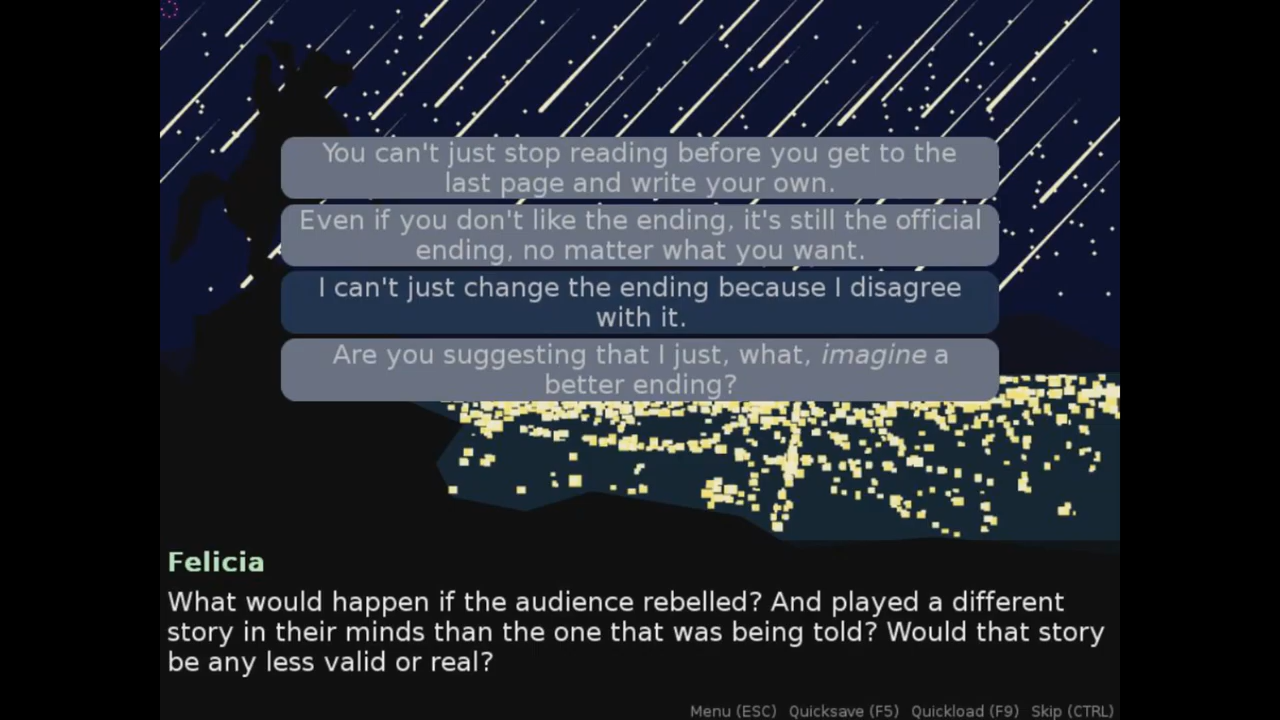 You can't just stop reading before you get to the
last page and write your own.
Even if you don't like the ending, it's still the official
ending, no matter what you want.
I can't just change the ending because I disagree
with it.
Are you suggesting that I just, what, imagine a
better ending?
Felicia
What would happen if the audience rebelled? And played a different
story in their minds than the one that was being told? Would that story
be any less valid or real?
Menu (ESC) Quicksave (F5) Quickload (F9) Skip (CTRL)